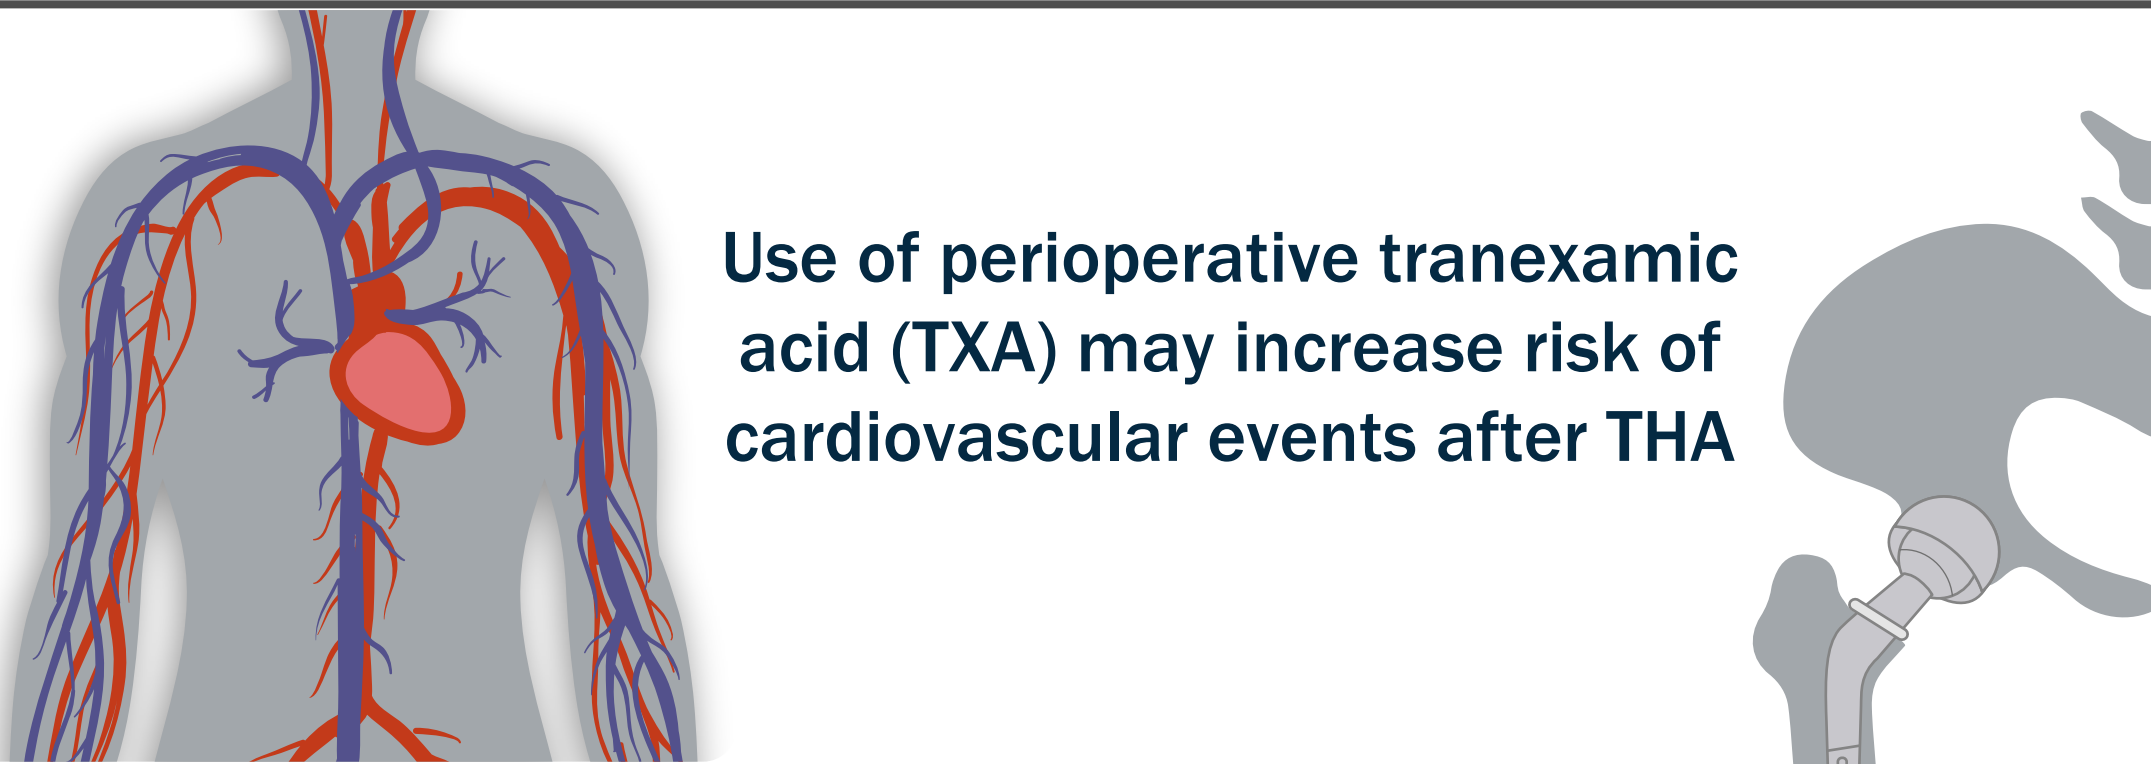 Use of perioperative tranexamic
acid (TXA) may increase risk of
cardiovascular events after THA